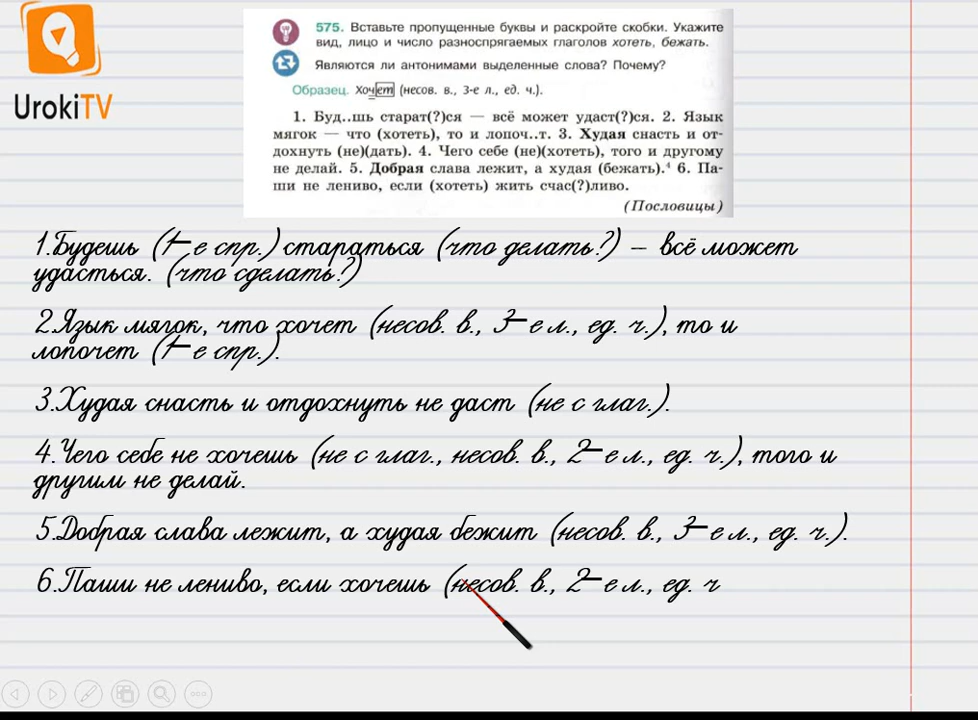 UrokiTV
575. Вставьте пропущенные буквы и раскройте скобки. Укажите
вид, лицо и число разноспрягаемых глаголов хотеть, бежать.
Являются ли антонимами выделенные слова? Почему?
Образец. Хочет (несов. в., 3-е л., ед. ч.).
1. Буд..шь старат(?)ся — всё может удаст(?)ся. 2. Язык
мягок — что (хотеть), то и лопоч..т. 3. Худая снасть и от-
дохнуть (не)(дать). 4. Чего себе (не)(хотеть), того и другому
не делай. 5. Добрая слава лежит, а худая (бежать).⁴ 6. Па-
ши не лениво, если (хотеть) жить счас(?)ливо.
(Пословицы)
1.Будешь (1–е спр.) стараться (что делать?) – всё может
удасться. (что сделать?)
2.Язык мягок, что хочет (несов. в., 3–е л., ед. ч.), то и
лопочет (1–е спр.).
3.Худая снасть и отдохнуть не даст (не с глаг.).
4.Чего себе не хочешь (не с глаг., несов. в., 2–е л., ед. ч.), того и
другим не делай.
5.Добрая слава лежит, а худая бежит (несов. в., 3–е л., ед. ч.).
6.Паши не лениво, если хочешь (несов. в., 2–е л., ед. ч